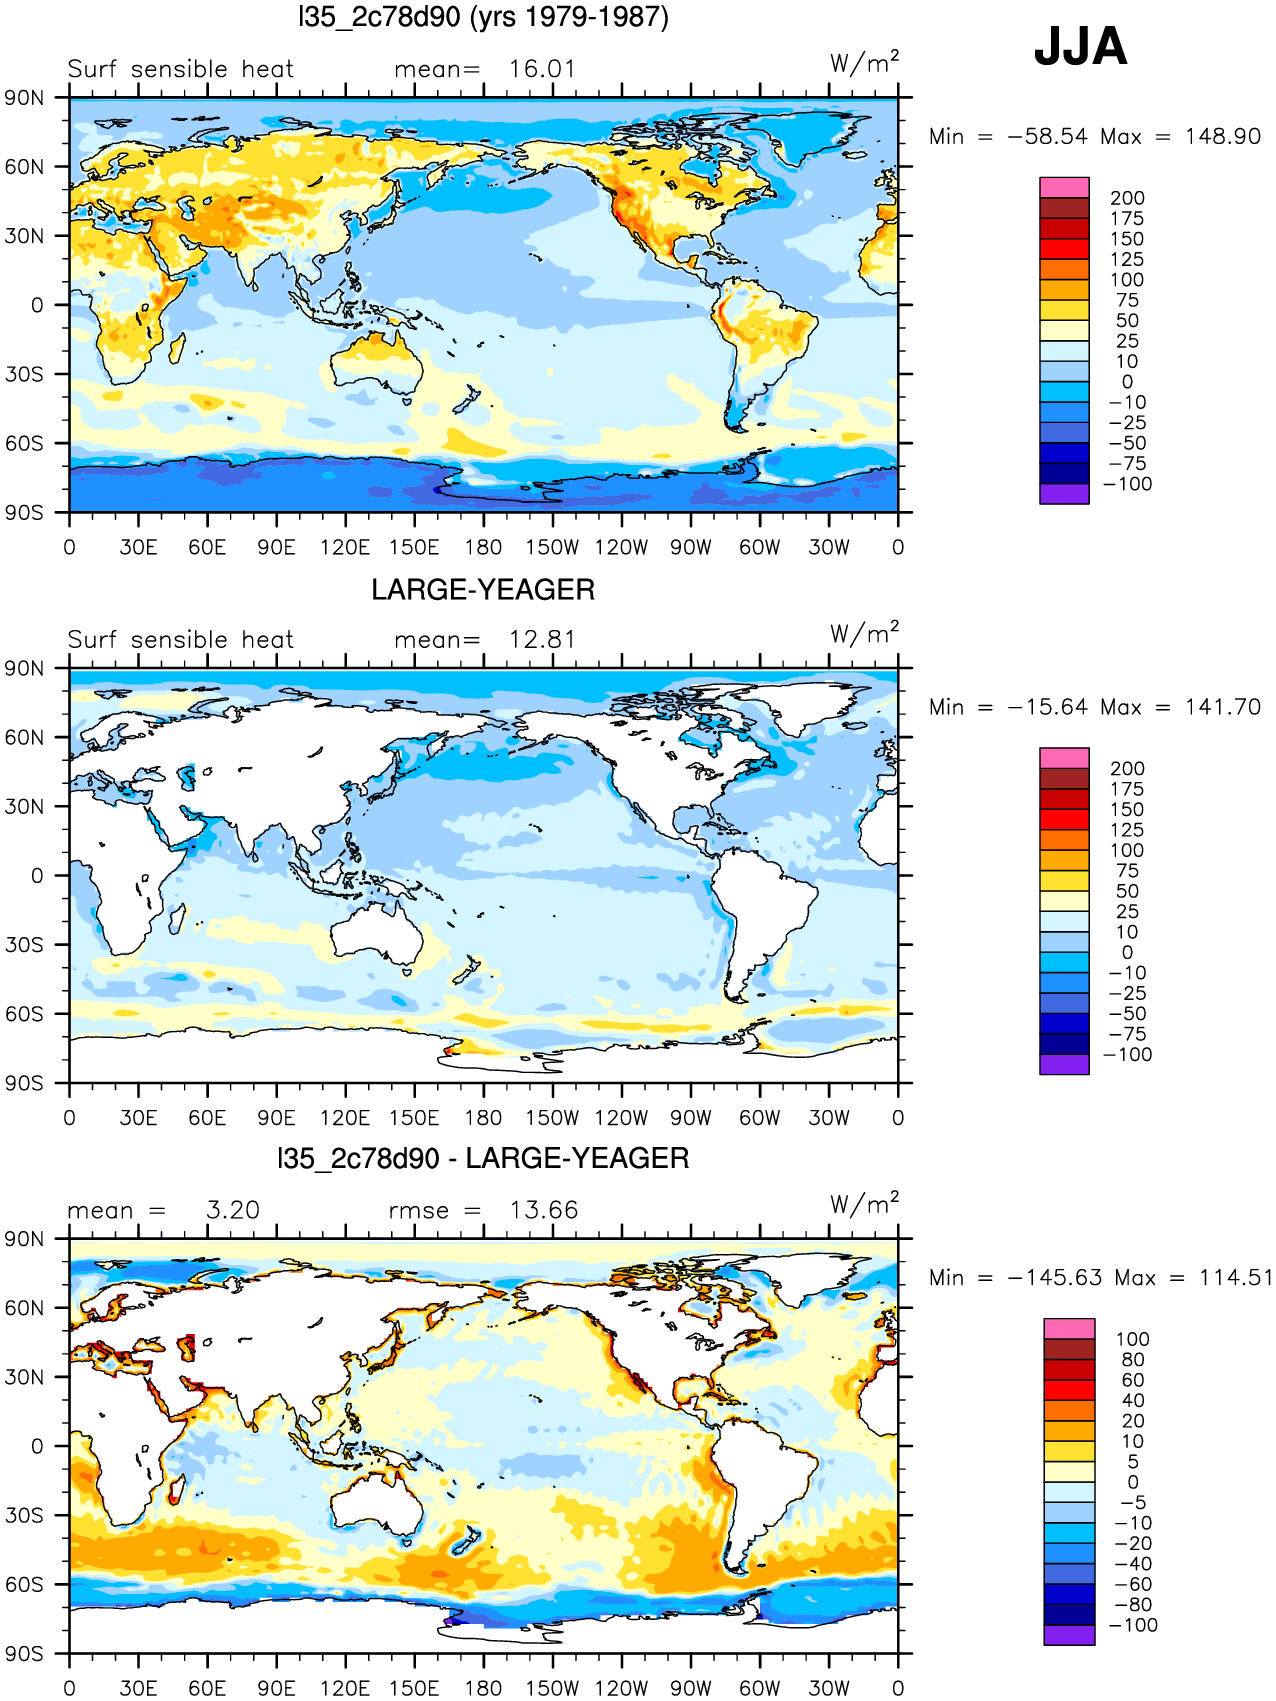 l35_2c78d90 (yrs 1979-1987)
JJA
Surf sensible heat mean= 16.01 W/m²
Min = −58.54 Max = 148.90
90N
60N
30N
0
30S
60S
90S
0 30E 60E 90E 120E 150E 180 150W 120W 90W 60W 30W 0
200
175
150
125
100
75
50
25
10
0
−10
−25
−50
−75
−100
LARGE-YEAGER
Surf sensible heat mean= 12.81 W/m²
Min = −15.64 Max = 141.70
90N
60N
30N
0
30S
60S
90S
0 30E 60E 90E 120E 150E 180 150W 120W 90W 60W 30W 0
200
175
150
125
100
75
50
25
10
0
−10
−25
−50
−75
−100
l35_2c78d90 - LARGE-YEAGER
mean = 3.20 rmse = 13.66 W/m²
Min = −145.63 Max = 114.51
90N
60N
30N
0
30S
60S
90S
0 30E 60E 90E 120E 150E 180 150W 120W 90W 60W 30W 0
100
80
60
40
20
10
5
0
−5
−10
−20
−40
−60
−80
−100